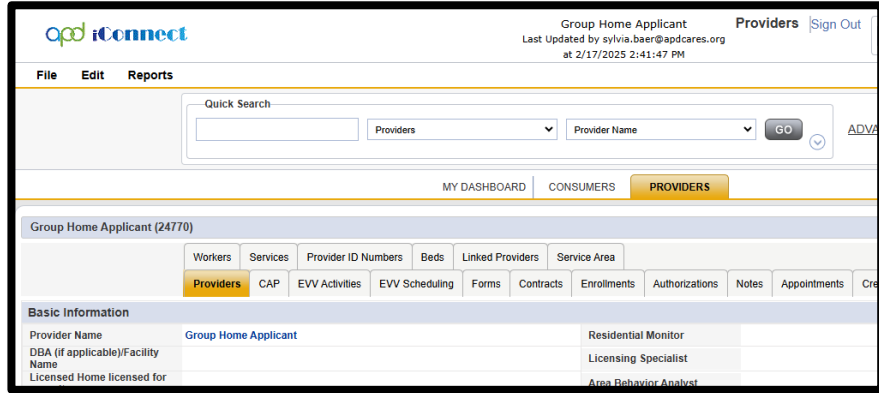 apd iConnect
Group Home Applicant
Last Updated by sylvia.baer@apdcares.org
at 2/17/2025 2:41:47 PM
Providers Sign Out
File Edit Reports
Quick Search
Providers Provider Name GO
MY DASHBOARD CONSUMERS PROVIDERS
Group Home Applicant (24770)
Workers Services Provider ID Numbers Beds Linked Providers Service Area
Providers CAP EVV Activities EVV Scheduling Forms Contracts Enrollments Authorizations Notes Appointments
Basic Information
Provider Name Group Home Applicant Residential Monitor
DBA (if applicable)/Facility
Name
Licensing Specialist
Licensed Home licensed for
Area Behavior Analyst